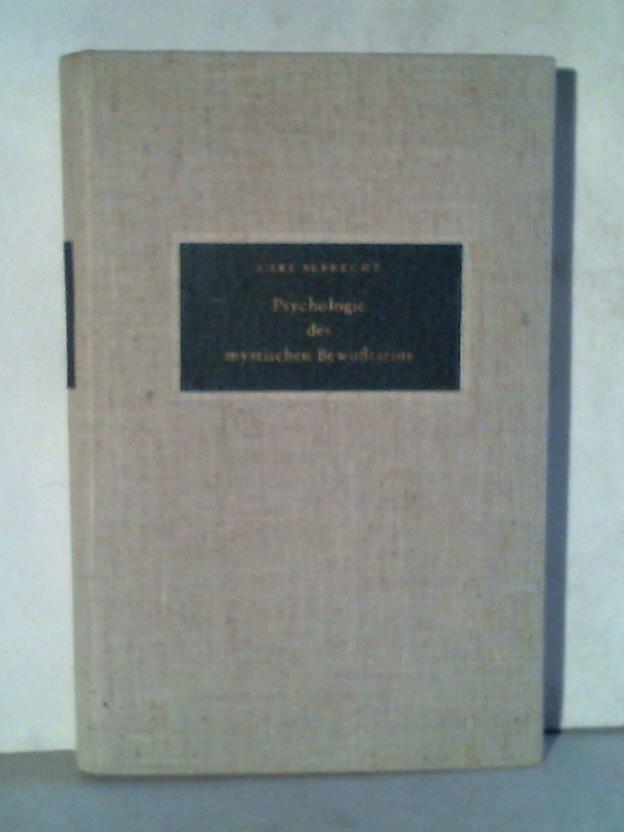 CARL ALBRECHT
Psychologie
des
mystischen Bewußtseins